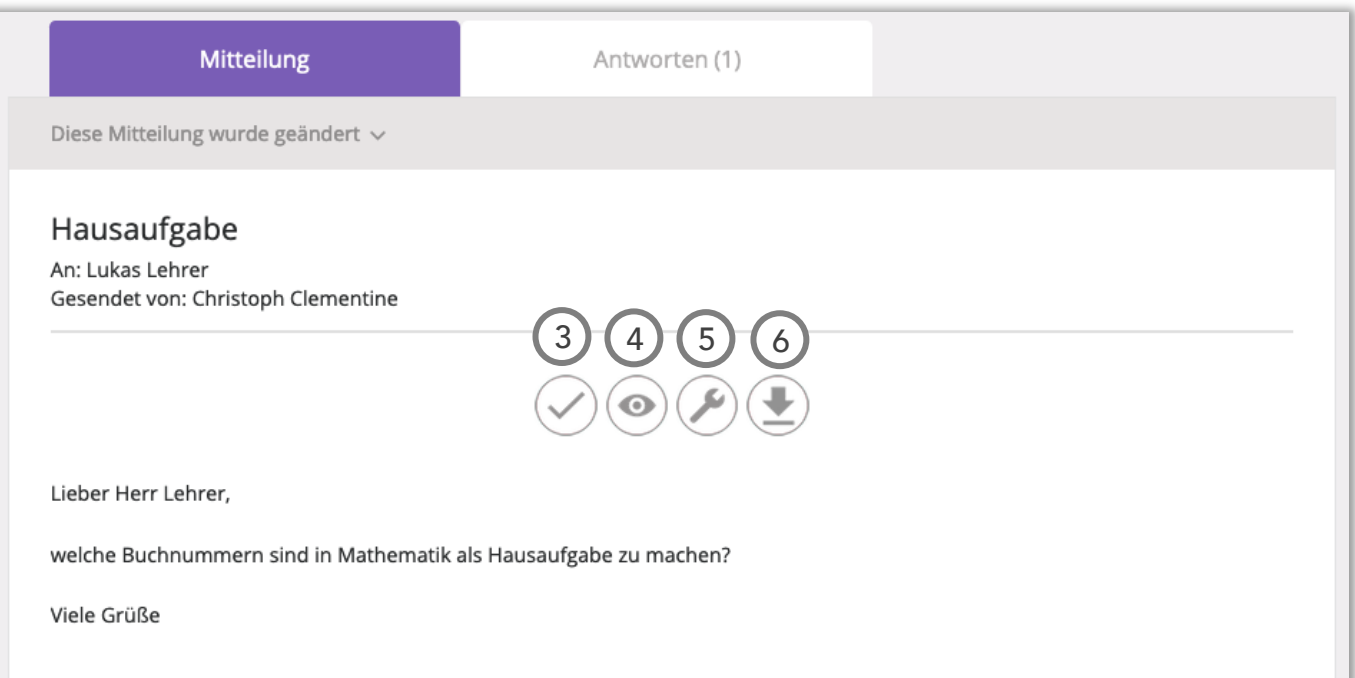 Mitteilung
Antworten (1)
Diese Mitteilung wurde geändert
Hausaufgabe
An: Lukas Lehrer
Gesendet von: Christoph Clementine
3 4 5 6
Lieber Herr Lehrer,
welche Buchnummern sind in Mathematik als Hausaufgabe zu machen?
Viele Grüße